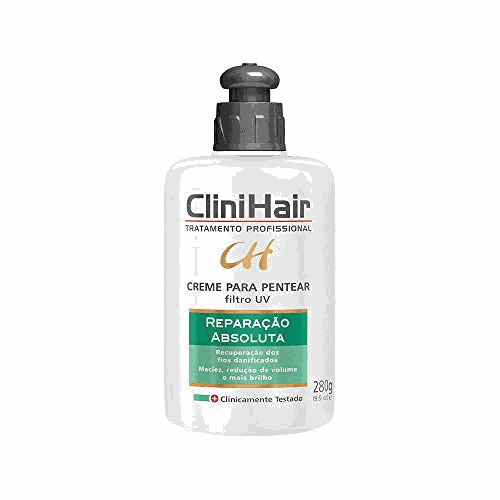 CliniHair
TRATAMENTO PROFISSIONAL
CH
CREME PARA PENTEAR
filtro UV
REPARAÇÃO
ABSOLUTA
Recuperação dos
fios danificados
Maciez, redução de volume
e mais brilho
Clinicamente Testado
280g